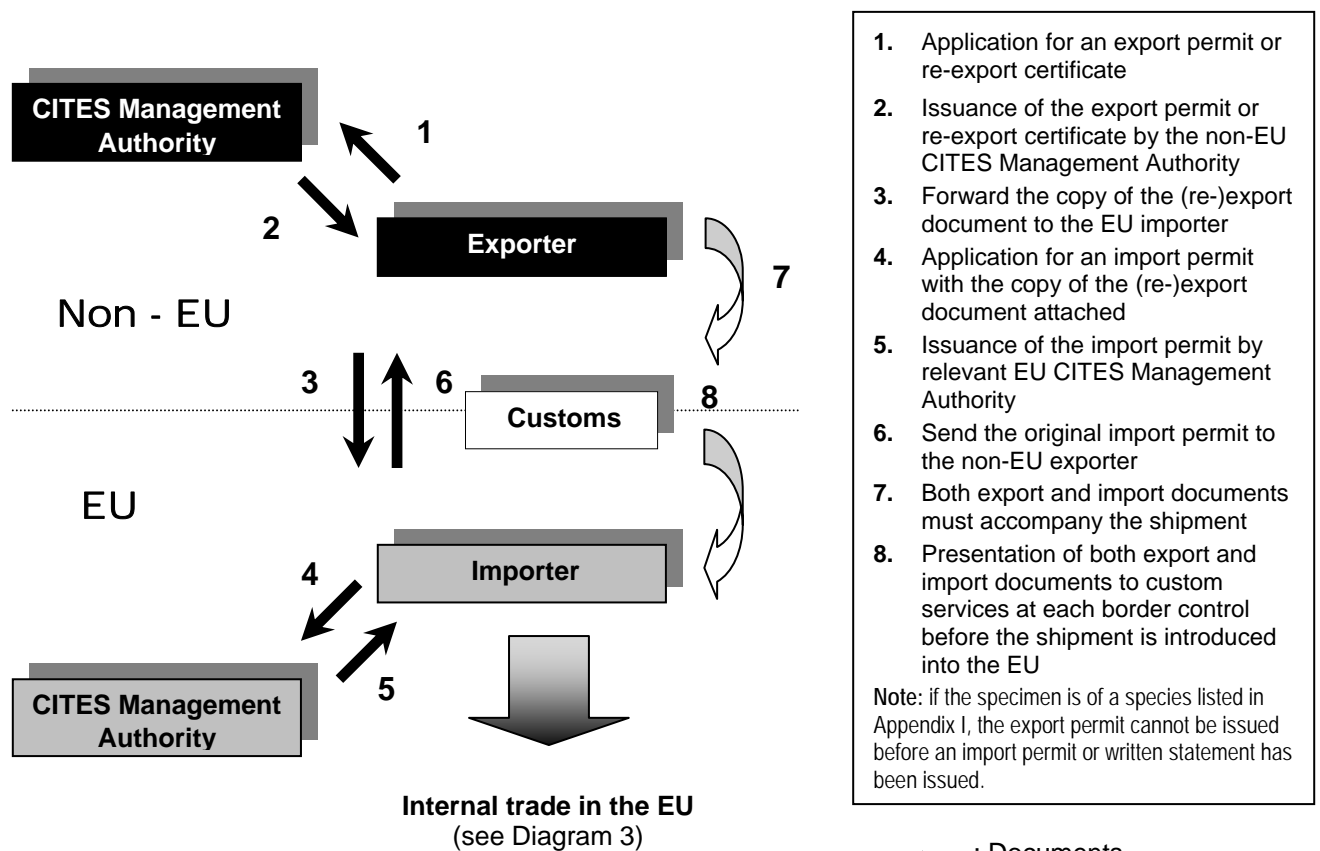 CITES Management
Authority
1
2
Exporter
7
Non - EU
3
6
8
Customs
EU
4
Importer
5
CITES Management
Authority
Internal trade in the EU
(see Diagram 3)
1. Application for an export permit or
re-export certificate
2. Issuance of the export permit or
re-export certificate by the non-EU
CITES Management Authority
3. Forward the copy of the (re-)export
document to the EU importer
4. Application for an import permit
with the copy of the (re-)export
document attached
5. Issuance of the import permit by
relevant EU CITES Management
Authority
6. Send the original import permit to
the non-EU exporter
7. Both export and import documents
must accompany the shipment
8. Presentation of both export and
import documents to custom
services at each border control
before the shipment is introduced
into the EU
Note: if the specimen is of a species listed in
Appendix I, the export permit cannot be issued
before an import permit or written statement has
been issued.
: Documents